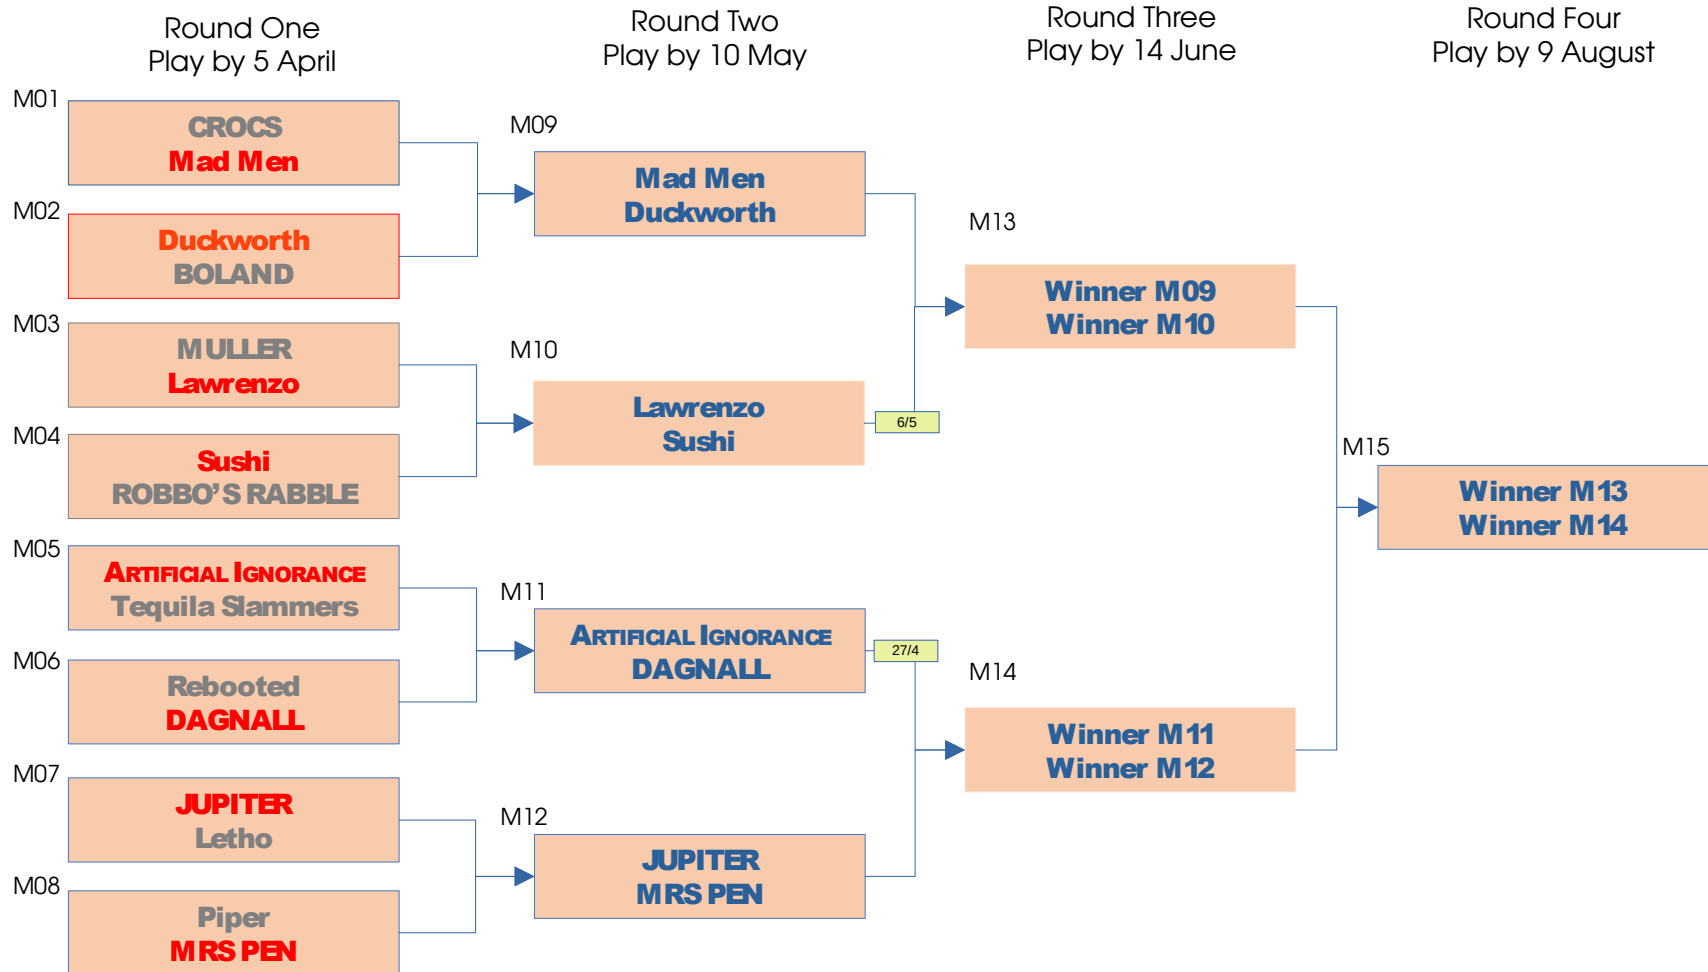 Round One
Play by 5 April
Round Two
Play by 10 May
Round Three
Play by 14 June
Round Four
Play by 9 August
M01
CROCS
Mad Men
M02
Duckworth
BOLAND
M03
MULLER
Lawrenzo
M04
Sushi
ROBBO'S RABBLE
M05
ARTIFICIAL IGNORANCE
Tequila Slammers
M06
Rebooted
DAGNALL
M07
JUPITER
Letho
M08
Piper
MRS PEN
M09
Mad Men
Duckworth
M10
Lawrenzo
Sushi
6/5
M11
ARTIFICIAL IGNORANCE
DAGNALL
27/4
M12
JUPITER
MRS PEN
M13
Winner M09
Winner M10
M14
Winner M11
Winner M12
M15
Winner M13
Winner M14